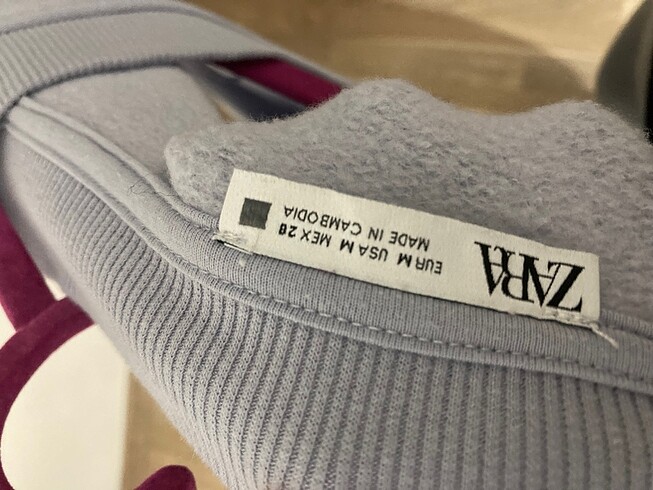 ZARA
EUR M USA M MEX 28
MADE IN CAMBODIA